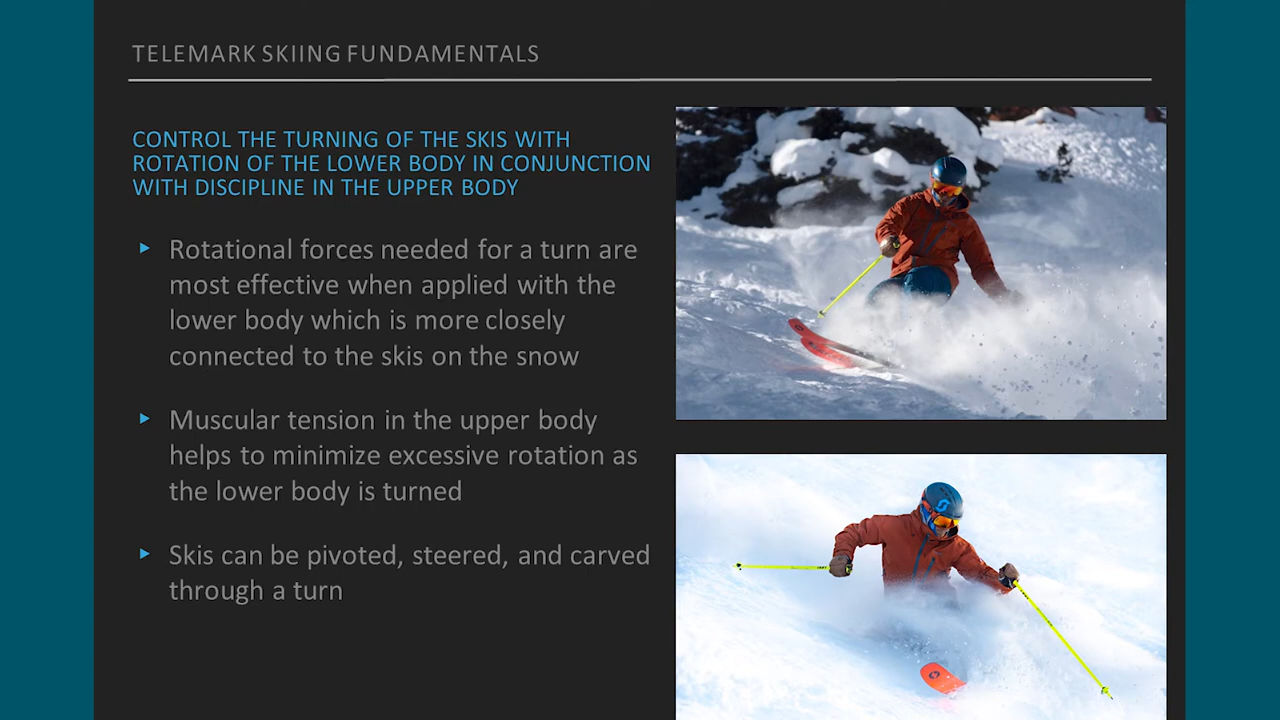 TELEMARK SKIING FUNDAMENTALS
CONTROL THE TURNING OF THE SKIS WITH
ROTATION OF THE LOWER BODY IN CONJUNCTION
WITH DISCIPLINE IN THE UPPER BODY
Rotational forces needed for a turn are
most effective when applied with the
lower body which is more closely
connected to the skis on the snow
Muscular tension in the upper body
helps to minimize excessive rotation as
the lower body is turned
Skis can be pivoted, steered, and carved
through a turn